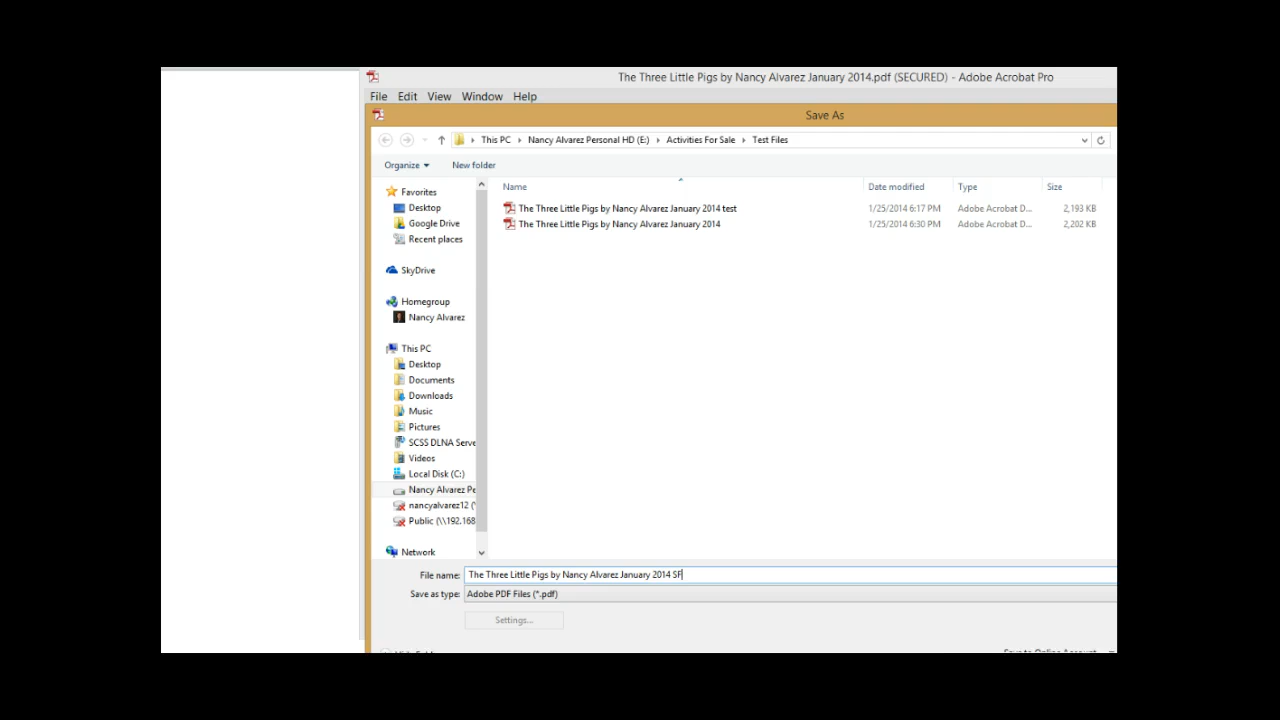 The Three Little Pigs by Nancy Alvarez January 2014.pdf (SECURED) - Adobe Acrobat Pro
File Edit View Window Help
Save As
This PC Nancy Alvarez Personal HD (E:) Activities For Sale Test Files
Organize New folder
Name Date modified Type Size
The Three Little Pigs by Nancy Alvarez January 2014 test 1/25/2014 6:17 PM Adobe Acrobat D... 2,193 KB
The Three Little Pigs by Nancy Alvarez January 2014 1/25/2014 6:30 PM Adobe Acrobat D... 2,202 KB
Favorites
Desktop
Google Drive
Recent places
SkyDrive
Homegroup
Nancy Alvarez
This PC
Desktop
Documents
Downloads
Music
Pictures
SCSS DLNA Serve
Videos
Local Disk (C:)
Nancy Alvarez Pe
nancyalvarez12 (\
Public (\\192.168
Network
File name: The Three Little Pigs by Nancy Alvarez January 2014 SF
Save as type: Adobe PDF Files (*.pdf)
Settings...
Save to Online Account